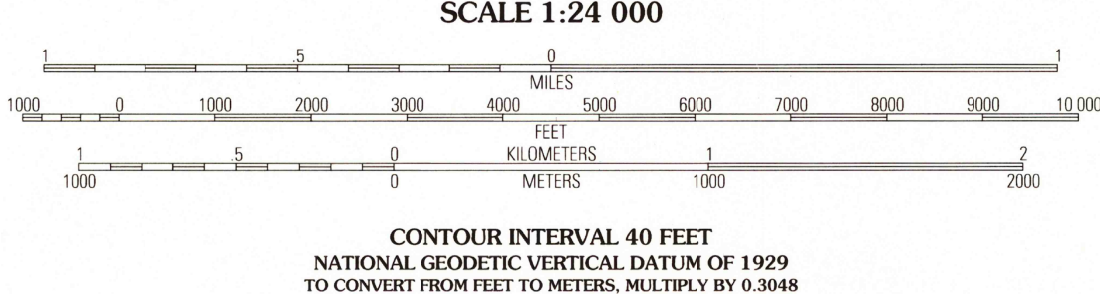 SCALE 1:24 000
1 .5 0 1
MILES
1000 0 1000 2000 3000 4000 5000 6000 7000 8000 9000 10 000
FEET
1 .5 0 KILOMETERS 1 2
1000 0 METERS 1000 2000
CONTOUR INTERVAL 40 FEET
NATIONAL GEODETIC VERTICAL DATUM OF 1929
TO CONVERT FROM FEET TO METERS, MULTIPLY BY 0.3048